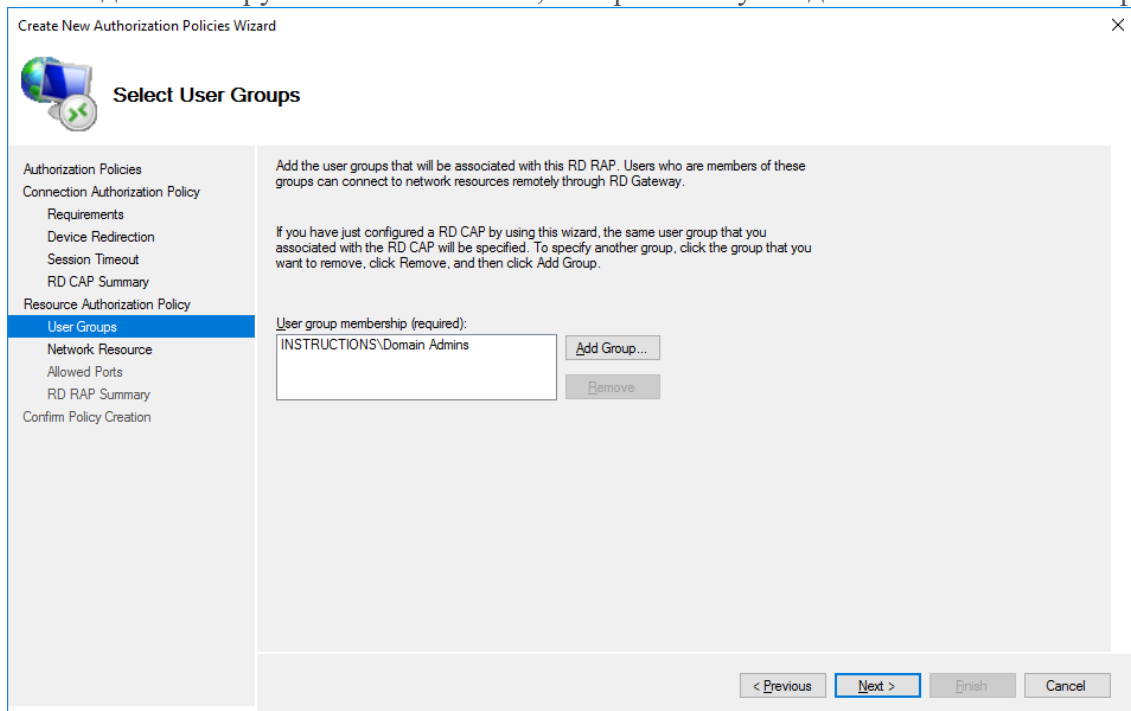 Create New Authorization Policies Wizard
Select User Groups
Authorization Policies
Connection Authorization Policy
Requirements
Device Redirection
Session Timeout
RD CAP Summary
Resource Authorization Policy
User Groups
Network Resource
Allowed Ports
RD RAP Summary
Confirm Policy Creation
Add the user groups that will be associated with this RD RAP. Users who are members of these
groups can connect to network resources remotely through RD Gateway.
If you have just configured a RD CAP by using this wizard, the same user group that you
associated with the RD CAP will be specified. To specify another group, click the group that you
want to remove, click Remove, and then click Add Group.
User group membership (required):
INSTRUCTIONS\Domain Admins
Add Group...
Remove
< Previous
Next >
Finish
Cancel